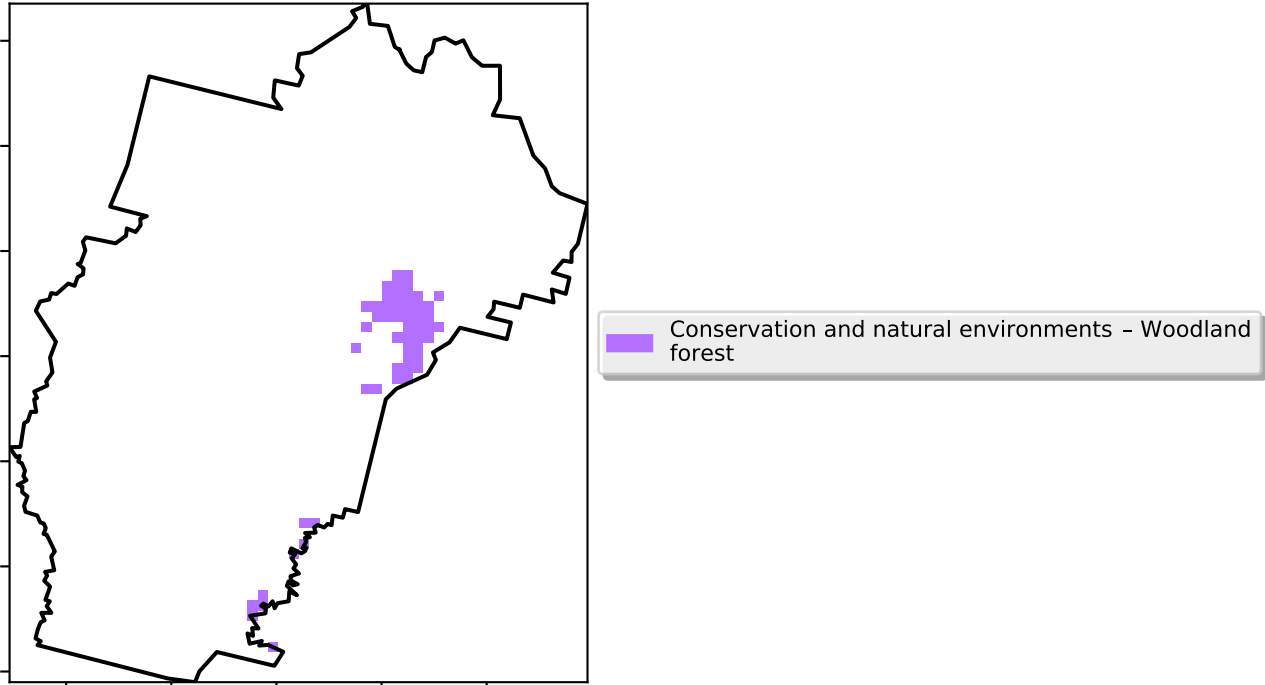 Conservation and natural environments – Woodland
forest